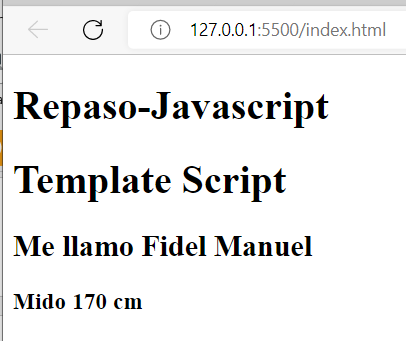 127.0.0.1:5500/index.html
Repaso-Javascript
Template Script
Me llamo Fidel Manuel
Mido 170 cm